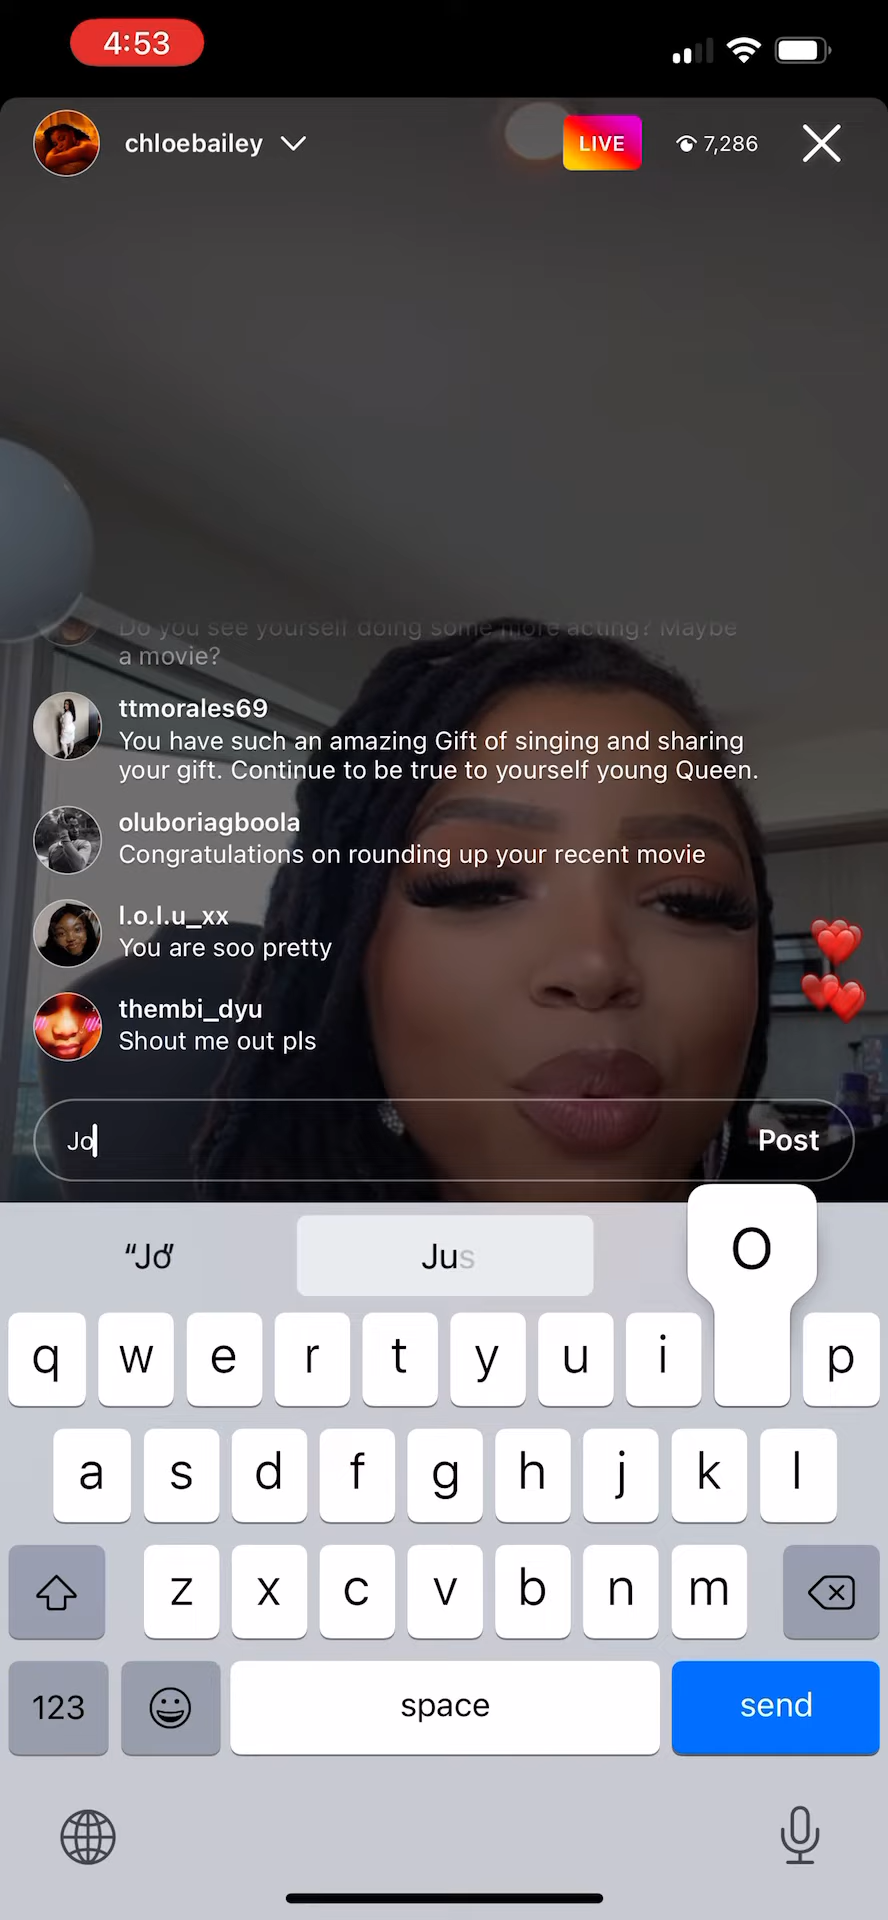 4:53
chloebailey
LIVE
7,286
Do you see yourself doing some more acting? Maybe
a movie?
ttmorales69
You have such an amazing Gift of singing and sharing
your gift. Continue to be true to yourself young Queen.
oluboriagboola
Congratulations on rounding up your recent movie
l.o.l.u_xx
You are soo pretty
thembi_dyu
Shout me out pls
Jo
Post
“Jo”
Jus
O
q w e r t y u i p
a s d f g h j k l
z x c v b n m
123
space
send